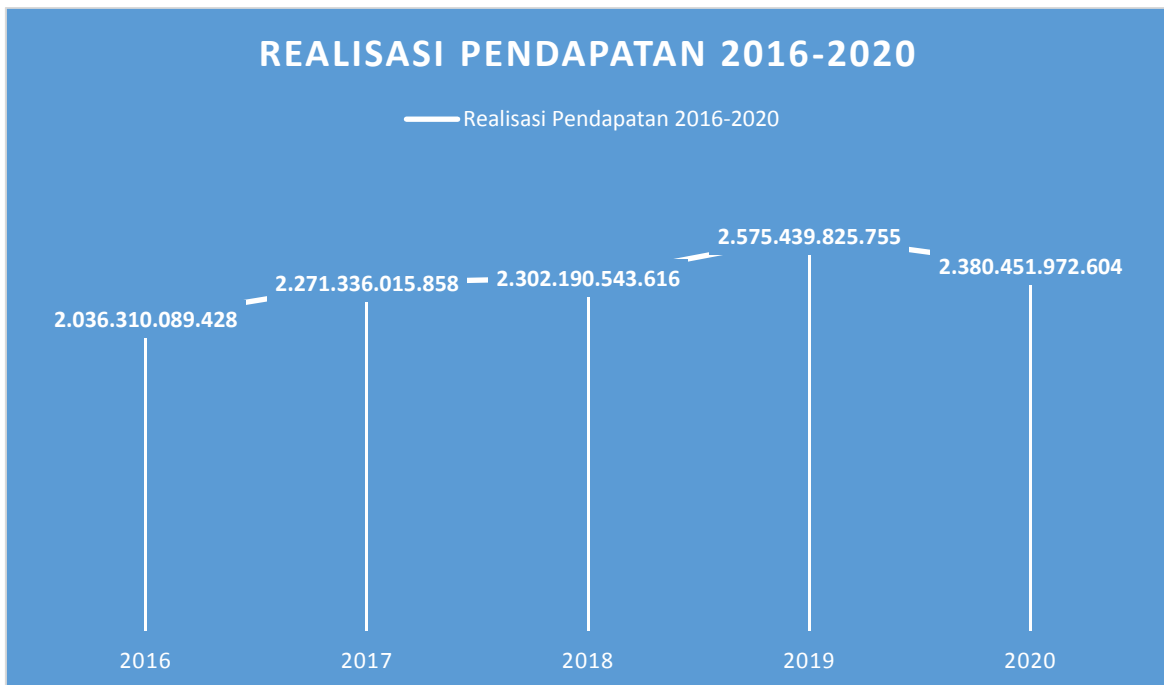 REALISASI PENDAPATAN 2016-2020
Realisasi Pendapatan 2016-2020
2.036.310.089.428
2.271.336.015.858
2.302.190.543.616
2.575.439.825.755
2.380.451.972.604
2016 2017 2018 2019 2020